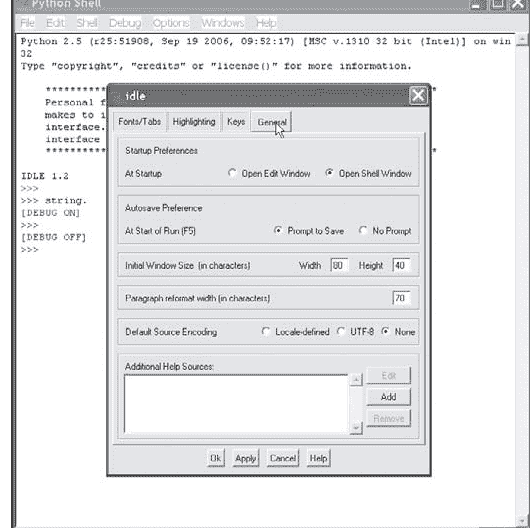 Python Shell
File Edit Shell Debug Options Windows Help
Python 2.5 (r25:51908, Sep 19 2006, 09:52:17) [MSC v.1310 32 bit (Intel)] on win
32
Type "copyright", "credits" or "license()" for more information.
Personal f
makes to i
interface.
interface
IDLE 1.2
>>>
>>> string.
[DEBUG ON]
>>>
[DEBUG OFF]
>>>
idle
Fonts/Tabs Highlighting Keys General
Startup Preferences
At Startup Open Edit Window Open Shell Window
Autosave Preference
At Start of Run (F5) Prompt to Save No Prompt
Initial Window Size (in characters) Width 80 Height 40
Paragraph reformat width (in characters) 70
Default Source Encoding Locale-defined UTF-8 None
Additional Help Sources:
Edit
Add
Remove
Ok Apply Cancel Help